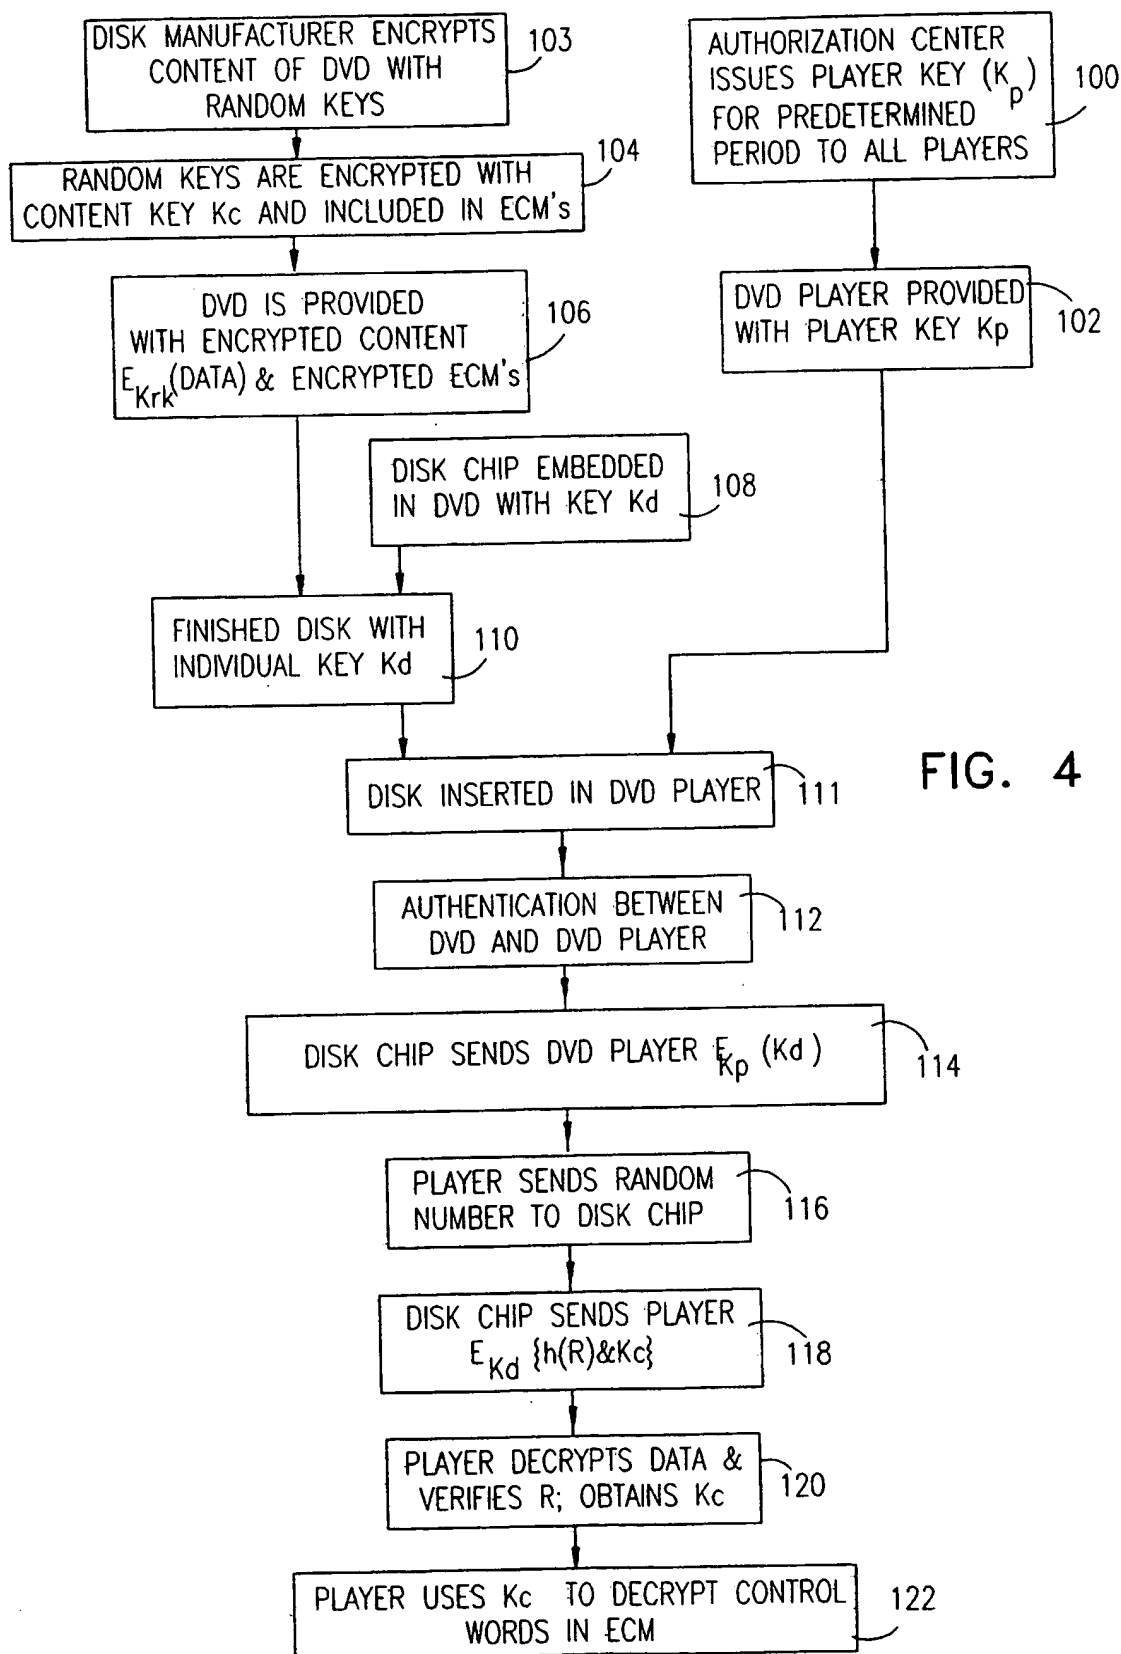 DISK MANUFACTURER ENCRYPTS
CONTENT OF DVD WITH
RANDOM KEYS
103
AUTHORIZATION CENTER
ISSUES PLAYER KEY (Kp)
FOR PREDETERMINED
PERIOD TO ALL PLAYERS
100
RANDOM KEYS ARE ENCRYPTED WITH
CONTENT KEY Kc AND INCLUDED IN ECM's
104
DVD IS PROVIDED
WITH ENCRYPTED CONTENT
EKrk(DATA) & ENCRYPTED ECM's
106
DVD PLAYER PROVIDED
WITH PLAYER KEY Kp
102
DISK CHIP EMBEDDED
IN DVD WITH KEY Kd
108
FINISHED DISK WITH
INDIVIDUAL KEY Kd
110
DISK INSERTED IN DVD PLAYER
111
FIG. 4
AUTHENTICATION BETWEEN
DVD AND DVD PLAYER
112
DISK CHIP SENDS DVD PLAYER EKp (Kd)
114
PLAYER SENDS RANDOM
NUMBER TO DISK CHIP
116
DISK CHIP SENDS PLAYER
EKd {h(R)&Kc}
118
PLAYER DECRYPTS DATA &
VERIFIES R; OBTAINS Kc
120
PLAYER USES Kc TO DECRYPT CONTROL
WORDS IN ECM
122